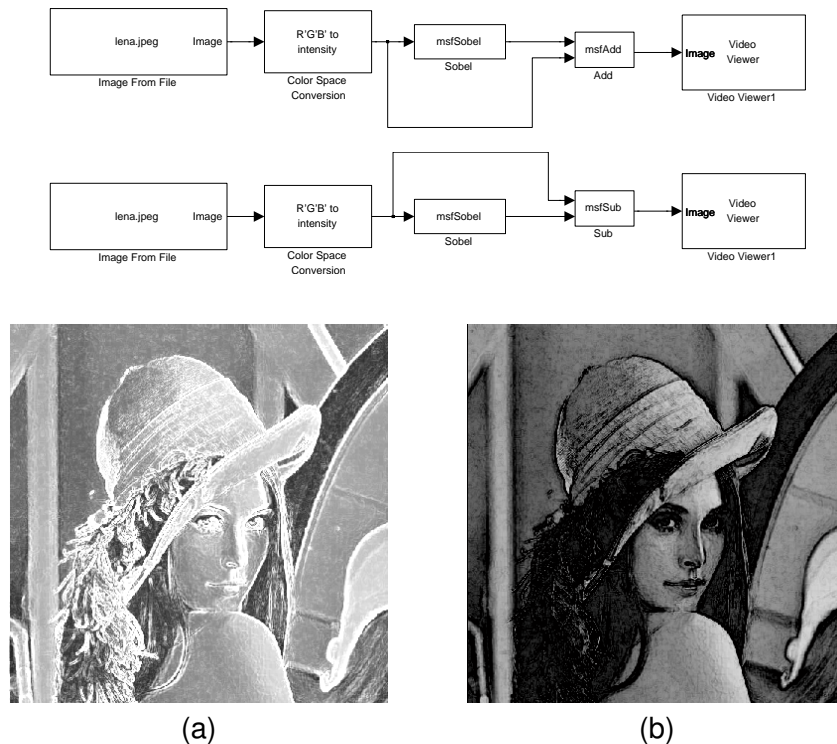 lena.jpeg Image
Image From File
R'G'B' to
intensity
Color Space
Conversion
msfSobel
Sobel
msfAdd
Add
Image Video
Viewer
Video Viewer1
lena.jpeg Image
Image From File
R'G'B' to
intensity
Color Space
Conversion
msfSobel
Sobel
msfSub
Sub
Image Video
Viewer
Video Viewer1
(a)
(b)